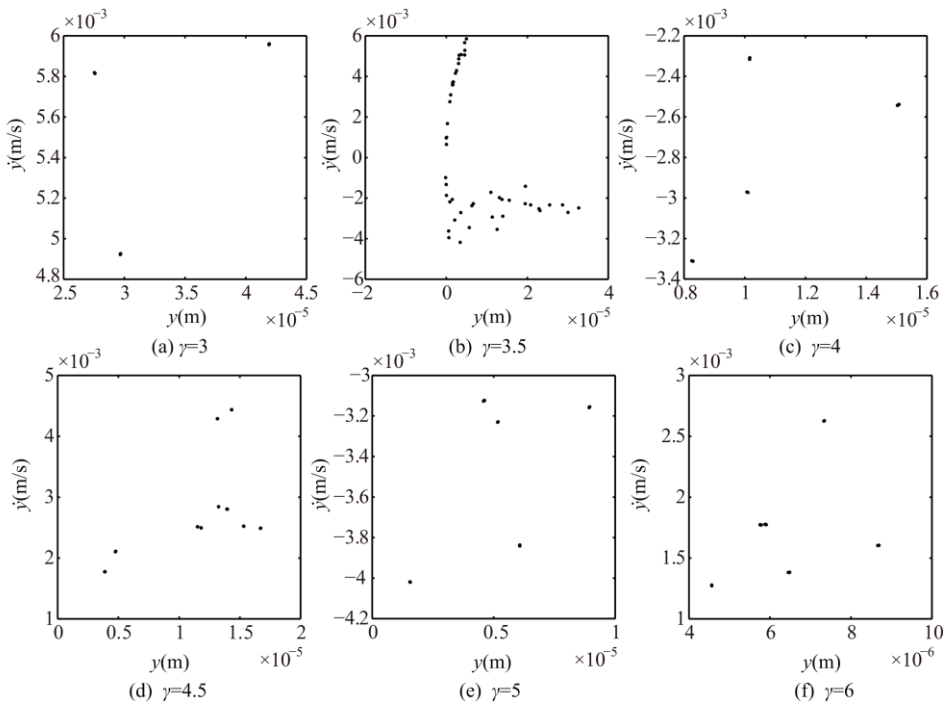 ×10⁻³
6
5.8
5.6
5.4
5.2
5
4.8
2.5 3 3.5 4 4.5
ẏ(m/s)
y(m)
×10⁻⁵
(a) γ=3
×10⁻³
6
4
2
0
−2
−4
−6
−2 0 2 4
ẏ(m/s)
y(m)
×10⁻⁵
(b) γ=3.5
×10⁻³
−2.2
−2.4
−2.6
−2.8
−3
−3.2
−3.4
0.8 1 1.2 1.4 1.6
ẏ(m/s)
y(m)
×10⁻⁵
(c) γ=4
×10⁻³
5
4
3
2
1
0 0.5 1 1.5 2
ẏ(m/s)
y(m)
×10⁻⁵
(d) γ=4.5
×10⁻³
−3
−3.2
−3.4
−3.6
−3.8
−4
−4.2
0 0.5 1
ẏ(m/s)
y(m)
×10⁻⁵
(e) γ=5
×10⁻³
3
2.5
2
1.5
1
4 6 8 10
ẏ(m/s)
y(m)
×10⁻⁶
(f) γ=6